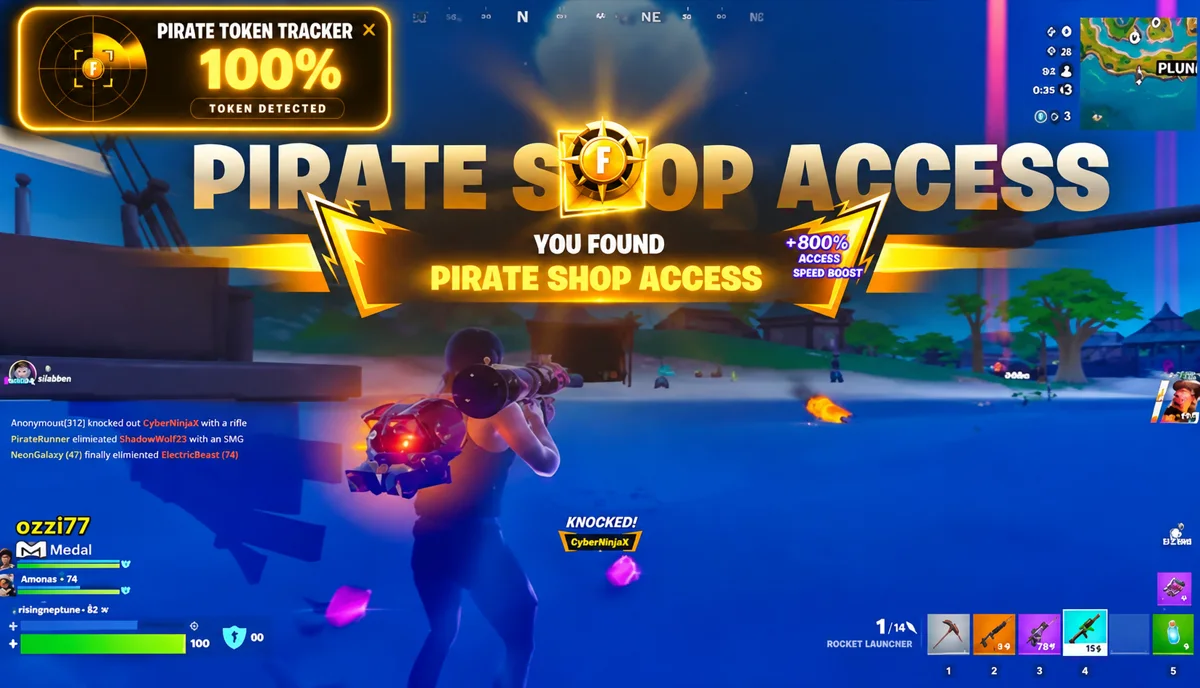 PIRATE TOKEN TRACKER
100%
TOKEN DETECTED
N
NE
0
28
92
0:35 3
3
PLUN
PIRATE SHOP ACCESS
F
YOU FOUND
PIRATE SHOP ACCESS
+800%
ACCESS
SPEED BOOST
silabben
Anonymout(312) knocked out CyberNinjaX with a rifle
PirateRunner elimieated ShadowWolf23 with an SMG
NeonGalaxy (47) finally elImiented ElectricBeast (74)
KNOCKED!
CyberNinjaX
ozzi77
Medal
Amonas • 74
risingneptune • 82
100
00
1/14
ROCKET LAUNCHER
1
2
3
4
5